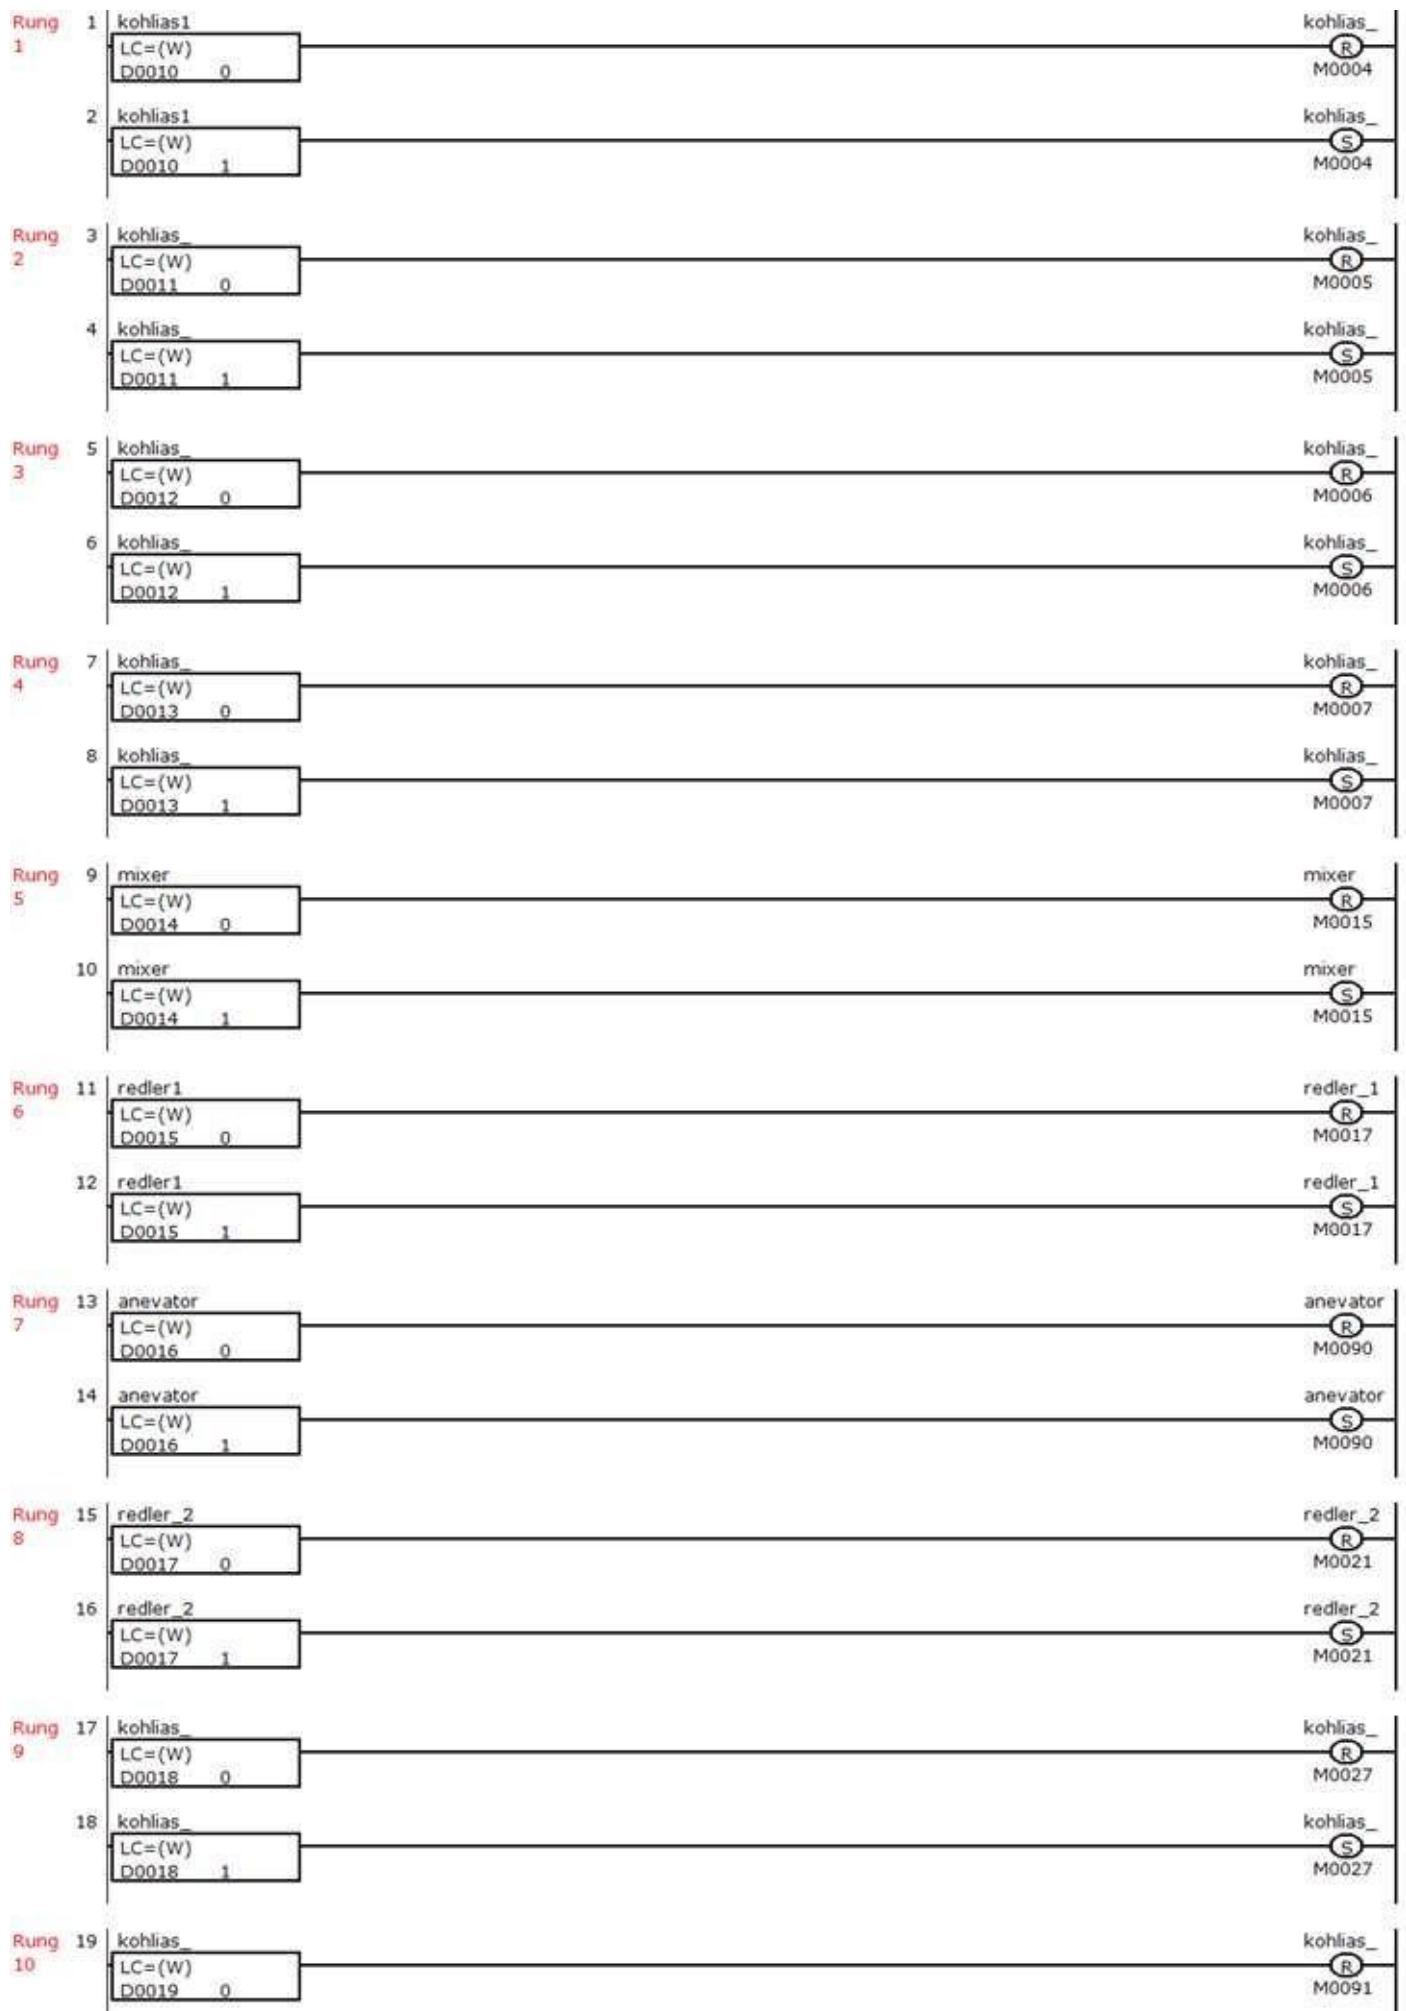 Rung 1 kohlias1 kohlias_
1 LC=(W) R
D0010 0 M0004
2 kohlias1 kohlias_
LC=(W) S
D0010 1 M0004
Rung 3 kohlias_ kohlias_
2 LC=(W) R
D0011 0 M0005
4 kohlias_ kohlias_
LC=(W) S
D0011 1 M0005
Rung 5 kohlias_ kohlias_
3 LC=(W) R
D0012 0 M0006
6 kohlias_ kohlias_
LC=(W) S
D0012 1 M0006
Rung 7 kohlias_ kohlias_
4 LC=(W) R
D0013 0 M0007
8 kohlias_ kohlias_
LC=(W) S
D0013 1 M0007
Rung 9 mixer mixer
5 LC=(W) R
D0014 0 M0015
10 mixer mixer
LC=(W) S
D0014 1 M0015
Rung 11 redler1 redler_1
6 LC=(W) R
D0015 0 M0017
12 redler1 redler_1
LC=(W) S
D0015 1 M0017
Rung 13 anevator anevator
7 LC=(W) R
D0016 0 M0090
14 anevator anevator
LC=(W) S
D0016 1 M0090
Rung 15 redler_2 redler_2
8 LC=(W) R
D0017 0 M0021
16 redler_2 redler_2
LC=(W) S
D0017 1 M0021
Rung 17 kohlias_ kohlias_
9 LC=(W) R
D0018 0 M0027
18 kohlias_ kohlias_
LC=(W) S
D0018 1 M0027
Rung 19 kohlias_ kohlias_
10 LC=(W) R
D0019 0 M0091